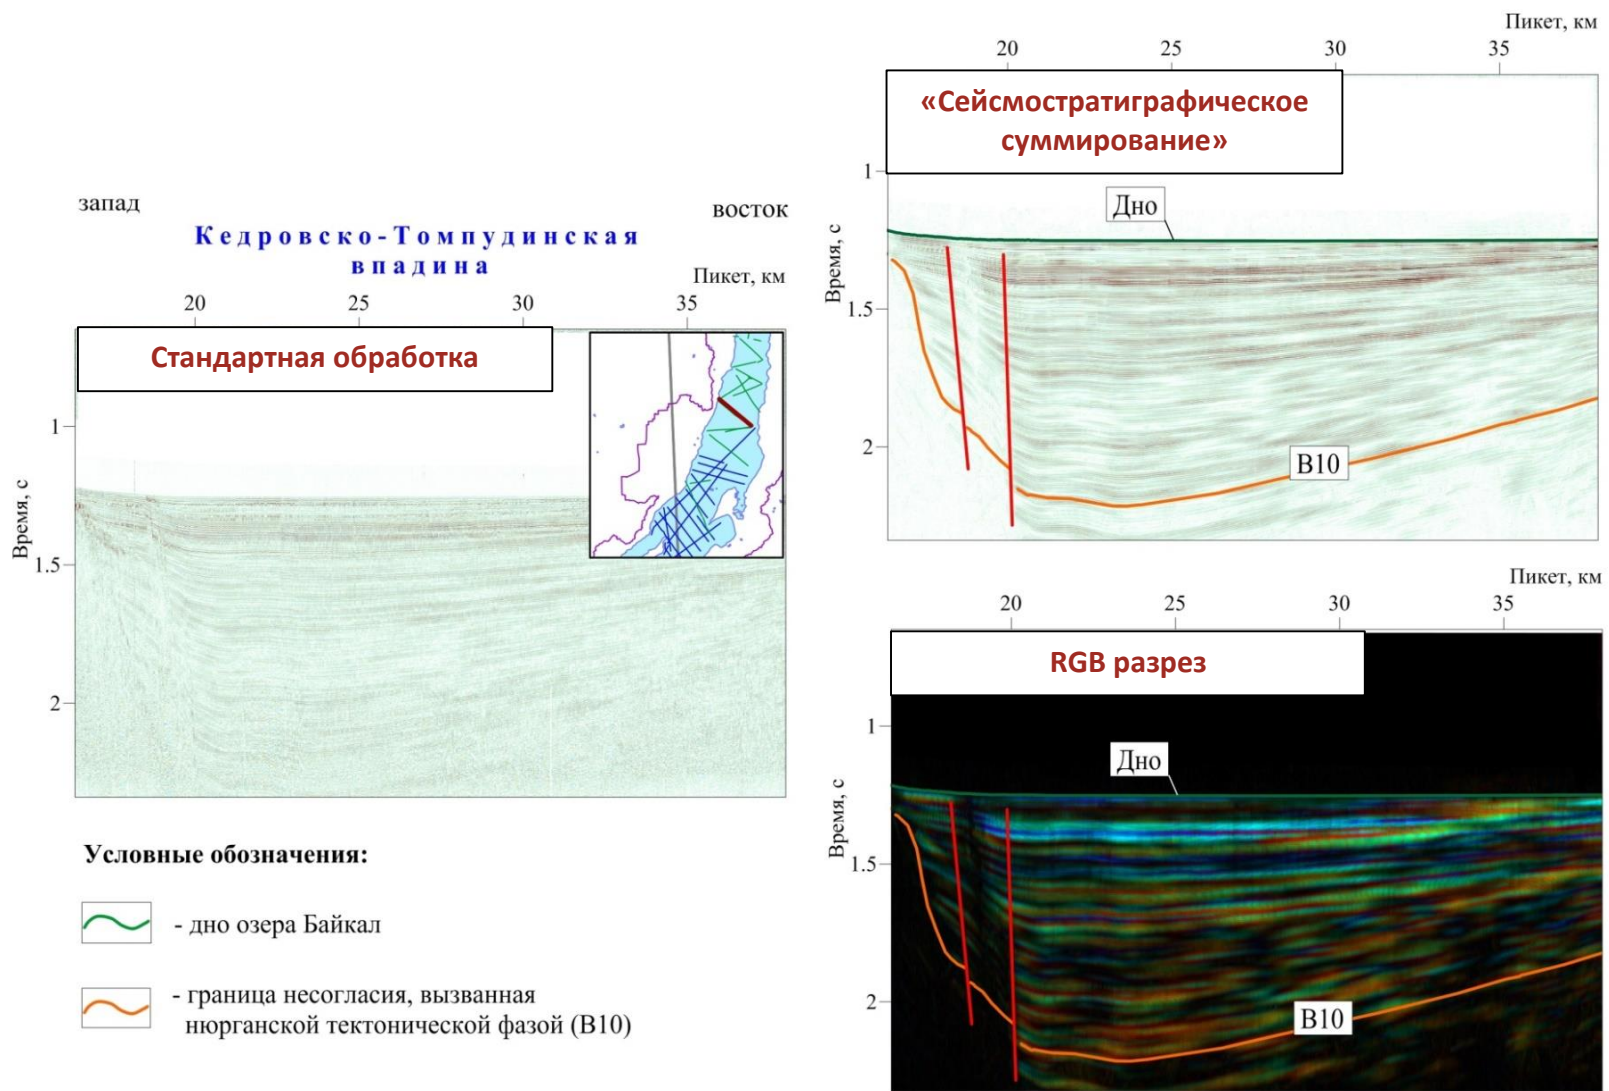 запад
восток
Кедровско-Томпудинская
впадина
Пикет, км
20
25
30
35
Стандартная обработка
Время, с
1
1.5
2
Условные обозначения:
- дно озера Байкал
- граница несогласия, вызванная
нюрганской тектонической фазой (В10)
Пикет, км
20
25
30
35
«Сейсмостратиграфическое
суммирование»
Дно
Время, с
1
1.5
2
В10
Пикет, км
20
25
30
35
RGB разрез
Дно
Время, с
1
1.5
2
В10